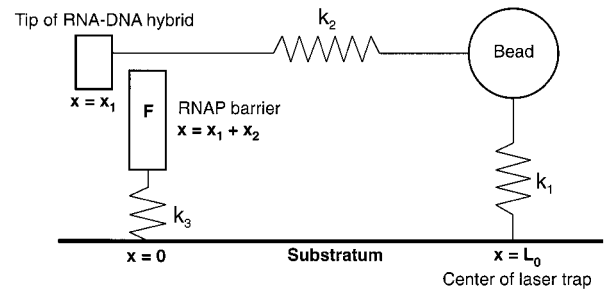 Tip of RNA-DNA hybrid
k₂
Bead
x = x₁
F
RNAP barrier
x = x₁ + x₂
k₁
k₃
x = 0
Substratum
x = L₀
Center of laser trap